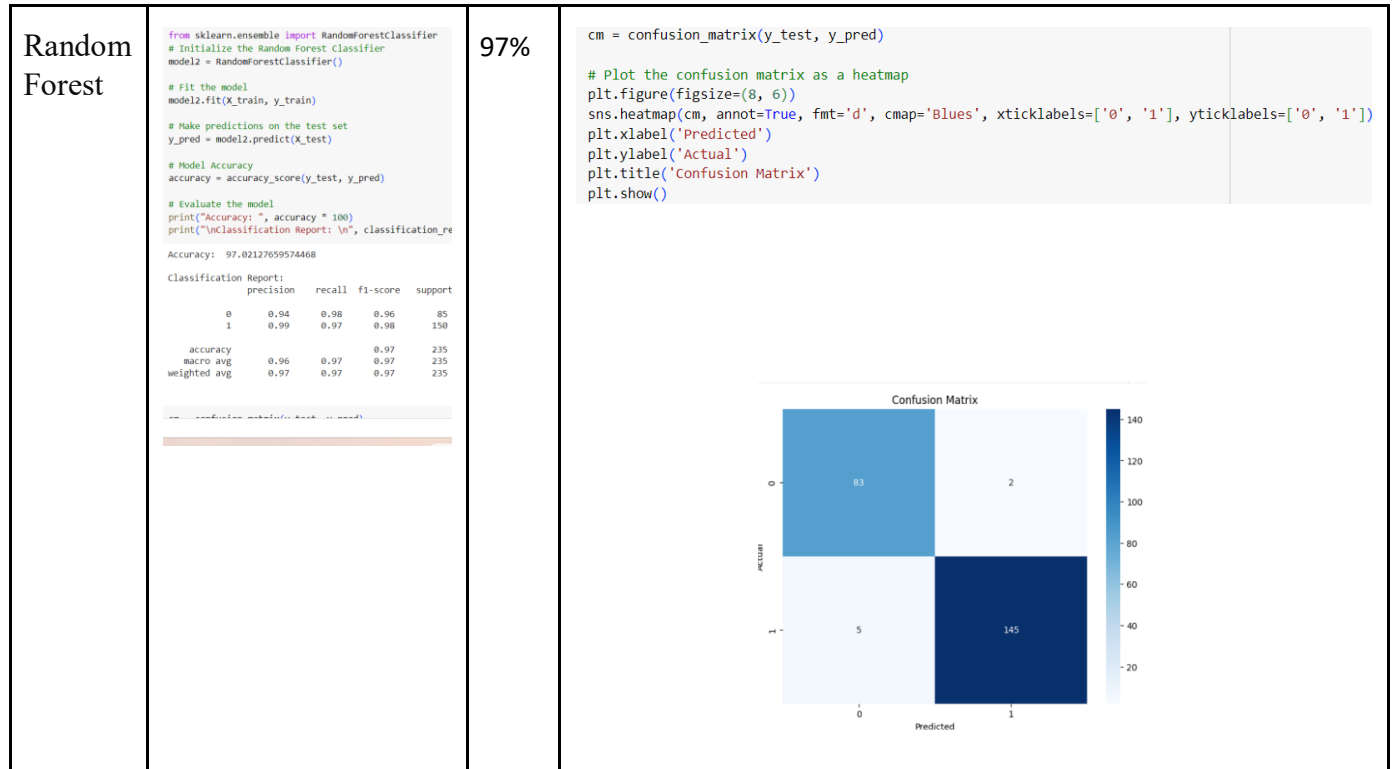 Random
Forest
from sklearn.ensemble import RandomForestClassifier
# Initialize the Random Forest Classifier
model2 = RandomForestClassifier()
# Fit the model
model2.fit(X_train, y_train)
# Make predictions on the test set
y_pred = model2.predict(X_test)
# Model Accuracy
accuracy = accuracy_score(y_test, y_pred)
# Evaluate the model
print("Accuracy: ", accuracy * 100)
print("\nClassification Report: \n", classification_re
Accuracy: 97.02127659574468
Classification Report:
precision recall f1-score support
0 0.94 0.98 0.96 85
1 0.99 0.97 0.98 150
accuracy 0.97 235
macro avg 0.96 0.97 0.97 235
weighted avg 0.97 0.97 0.97 235
97%
cm = confusion_matrix(y_test, y_pred)
# Plot the confusion matrix as a heatmap
plt.figure(figsize=(8, 6))
sns.heatmap(cm, annot=True, fmt='d', cmap='Blues', xticklabels=['0', '1'], yticklabels=['0', '1'])
plt.xlabel('Predicted')
plt.ylabel('Actual')
plt.title('Confusion Matrix')
plt.show()
Confusion Matrix
0
83
2
1
5
145
Actual
0
1
Predicted
140
120
100
80
60
40
20